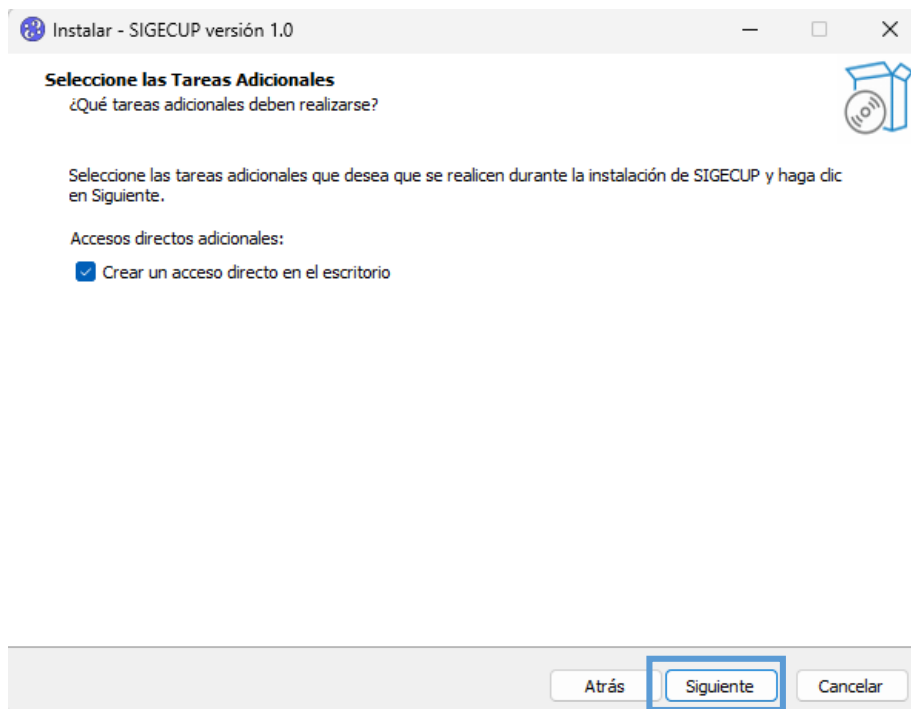 Instalar - SIGECUP versión 1.0
Seleccione las Tareas Adicionales
¿Qué tareas adicionales deben realizarse?
Seleccione las tareas adicionales que desea que se realicen durante la instalación de SIGECUP y haga clic
en Siguiente.
Accesos directos adicionales:
Crear un acceso directo en el escritorio
Atrás Siguiente Cancelar